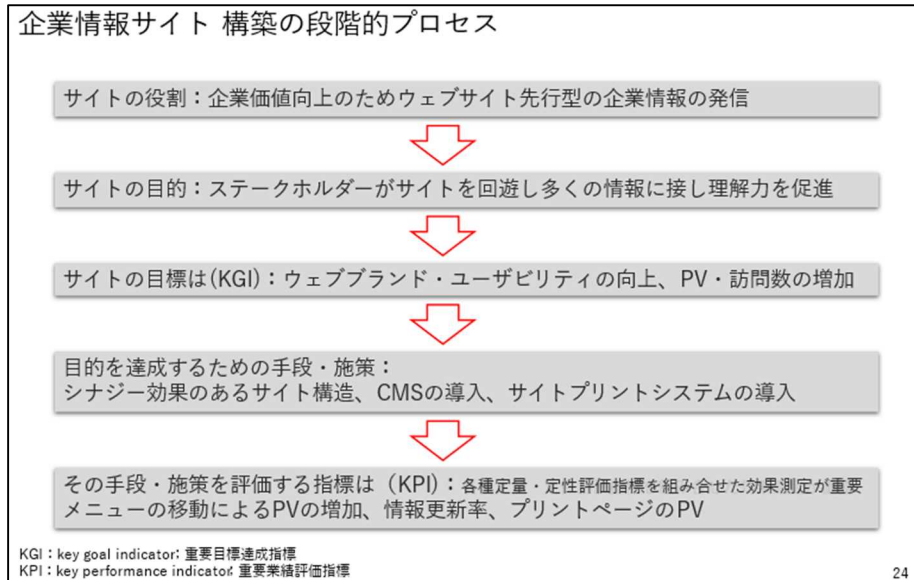 企業情報サイト 構築の段階的プロセス
サイトの役割：企業価値向上のためウェブサイト先行型の企業情報の発信
サイトの目的：ステークホルダーがサイトを回遊し多くの情報に接し理解力を促進
サイトの目標は(KGI)：ウェブブランド・ユーザビリティの向上、PV・訪問数の増加
目的を達成するための手段・施策：
シナジー効果のあるサイト構造、CMSの導入、サイトプリントシステムの導入
その手段・施策を評価する指標は（KPI)：各種定量・定性評価指標を組み合せた効果測定が重要
メニューの移動によるPVの増加、情報更新率、プリントページのPV
KGI：key goal indicator; 重要目標達成指標
KPI：key performance indicator; 重要業績評価指標
24